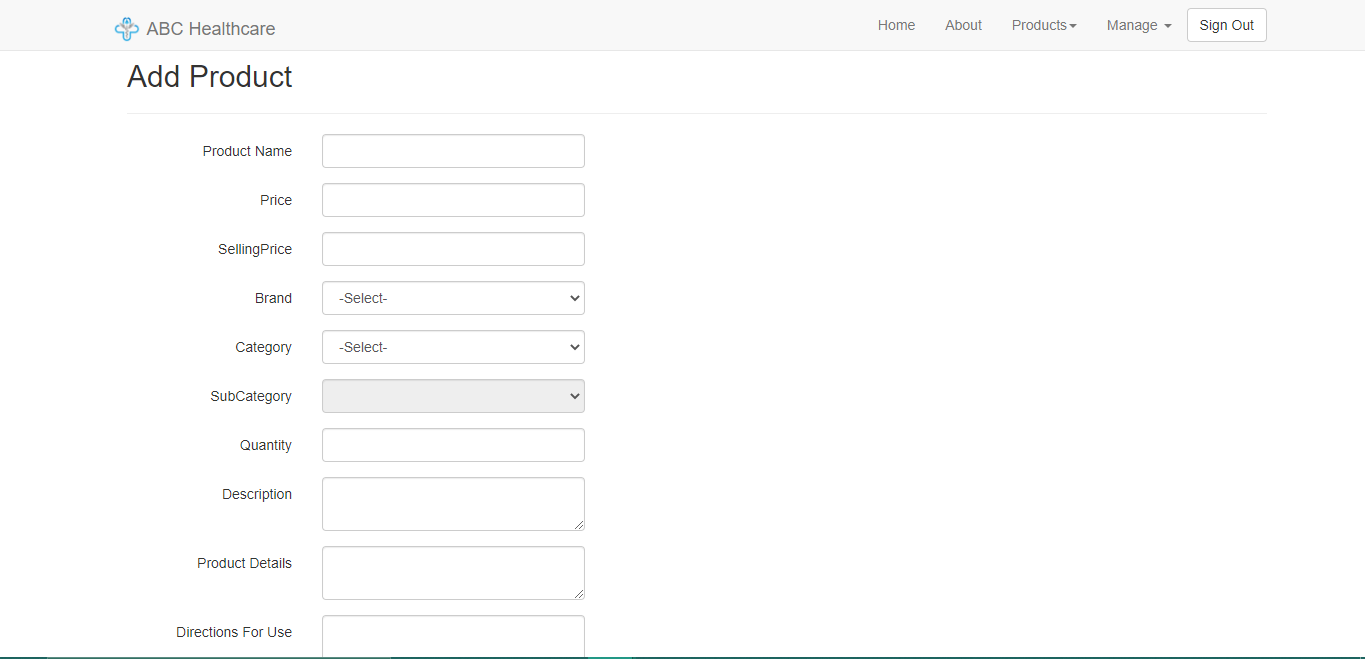 ABC Healthcare Home About Products Manage Sign Out
Add Product
Product Name
Price
SellingPrice
Brand -Select-
Category -Select-
SubCategory
Quantity
Description
Product Details
Directions For Use